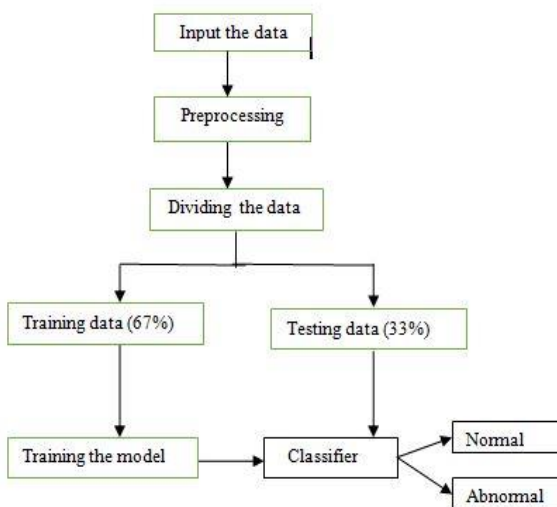 Input the data
Preprocessing
Dividing the data
Training data (67%)
Testing data (33%)
Training the model
Classifier
Normal
Abnormal